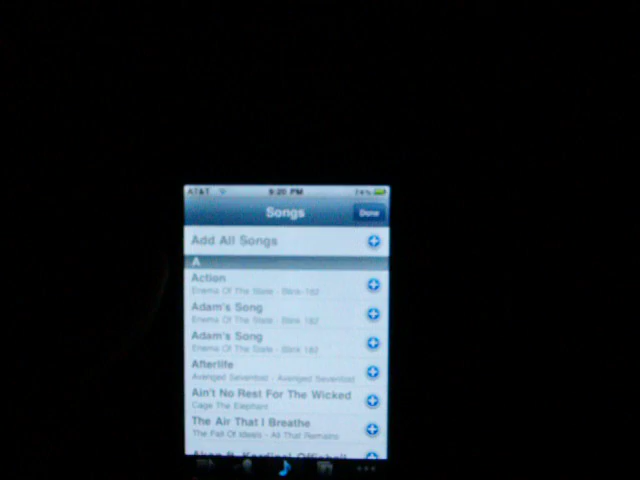 AT&T 9:20 PM
Songs Done
Add All Songs
A
Action
Enema Of The State - Blink-182
Adam's Song
Enema Of The State - Blink 182
Adam's Song
Enema Of The State - Blink 182
Afterlife
Avenged Sevenfold - Avenged Sevenfold
Ain't No Rest For The Wicked
Cage The Elephant
The Air That I Breathe
The Fall Of Ideals - All That Remains